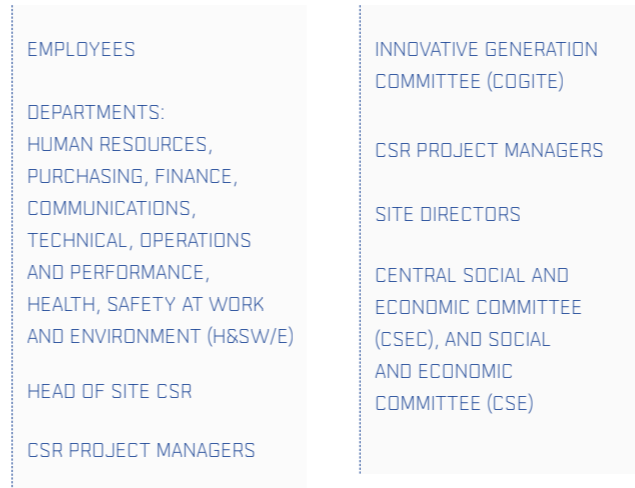 EMPLOYEES
DEPARTMENTS:
HUMAN RESOURCES,
PURCHASING, FINANCE,
COMMUNICATIONS,
TECHNICAL, OPERATIONS
AND PERFORMANCE,
HEALTH, SAFETY AT WORK
AND ENVIRONMENT (H&SW/E)
HEAD OF SITE CSR
CSR PROJECT MANAGERS
INNOVATIVE GENERATION
COMMITTEE (COGITE)
CSR PROJECT MANAGERS
SITE DIRECTORS
CENTRAL SOCIAL AND
ECONOMIC COMMITTEE
(CSEC), AND SOCIAL
AND ECONOMIC
COMMITTEE (CSE)